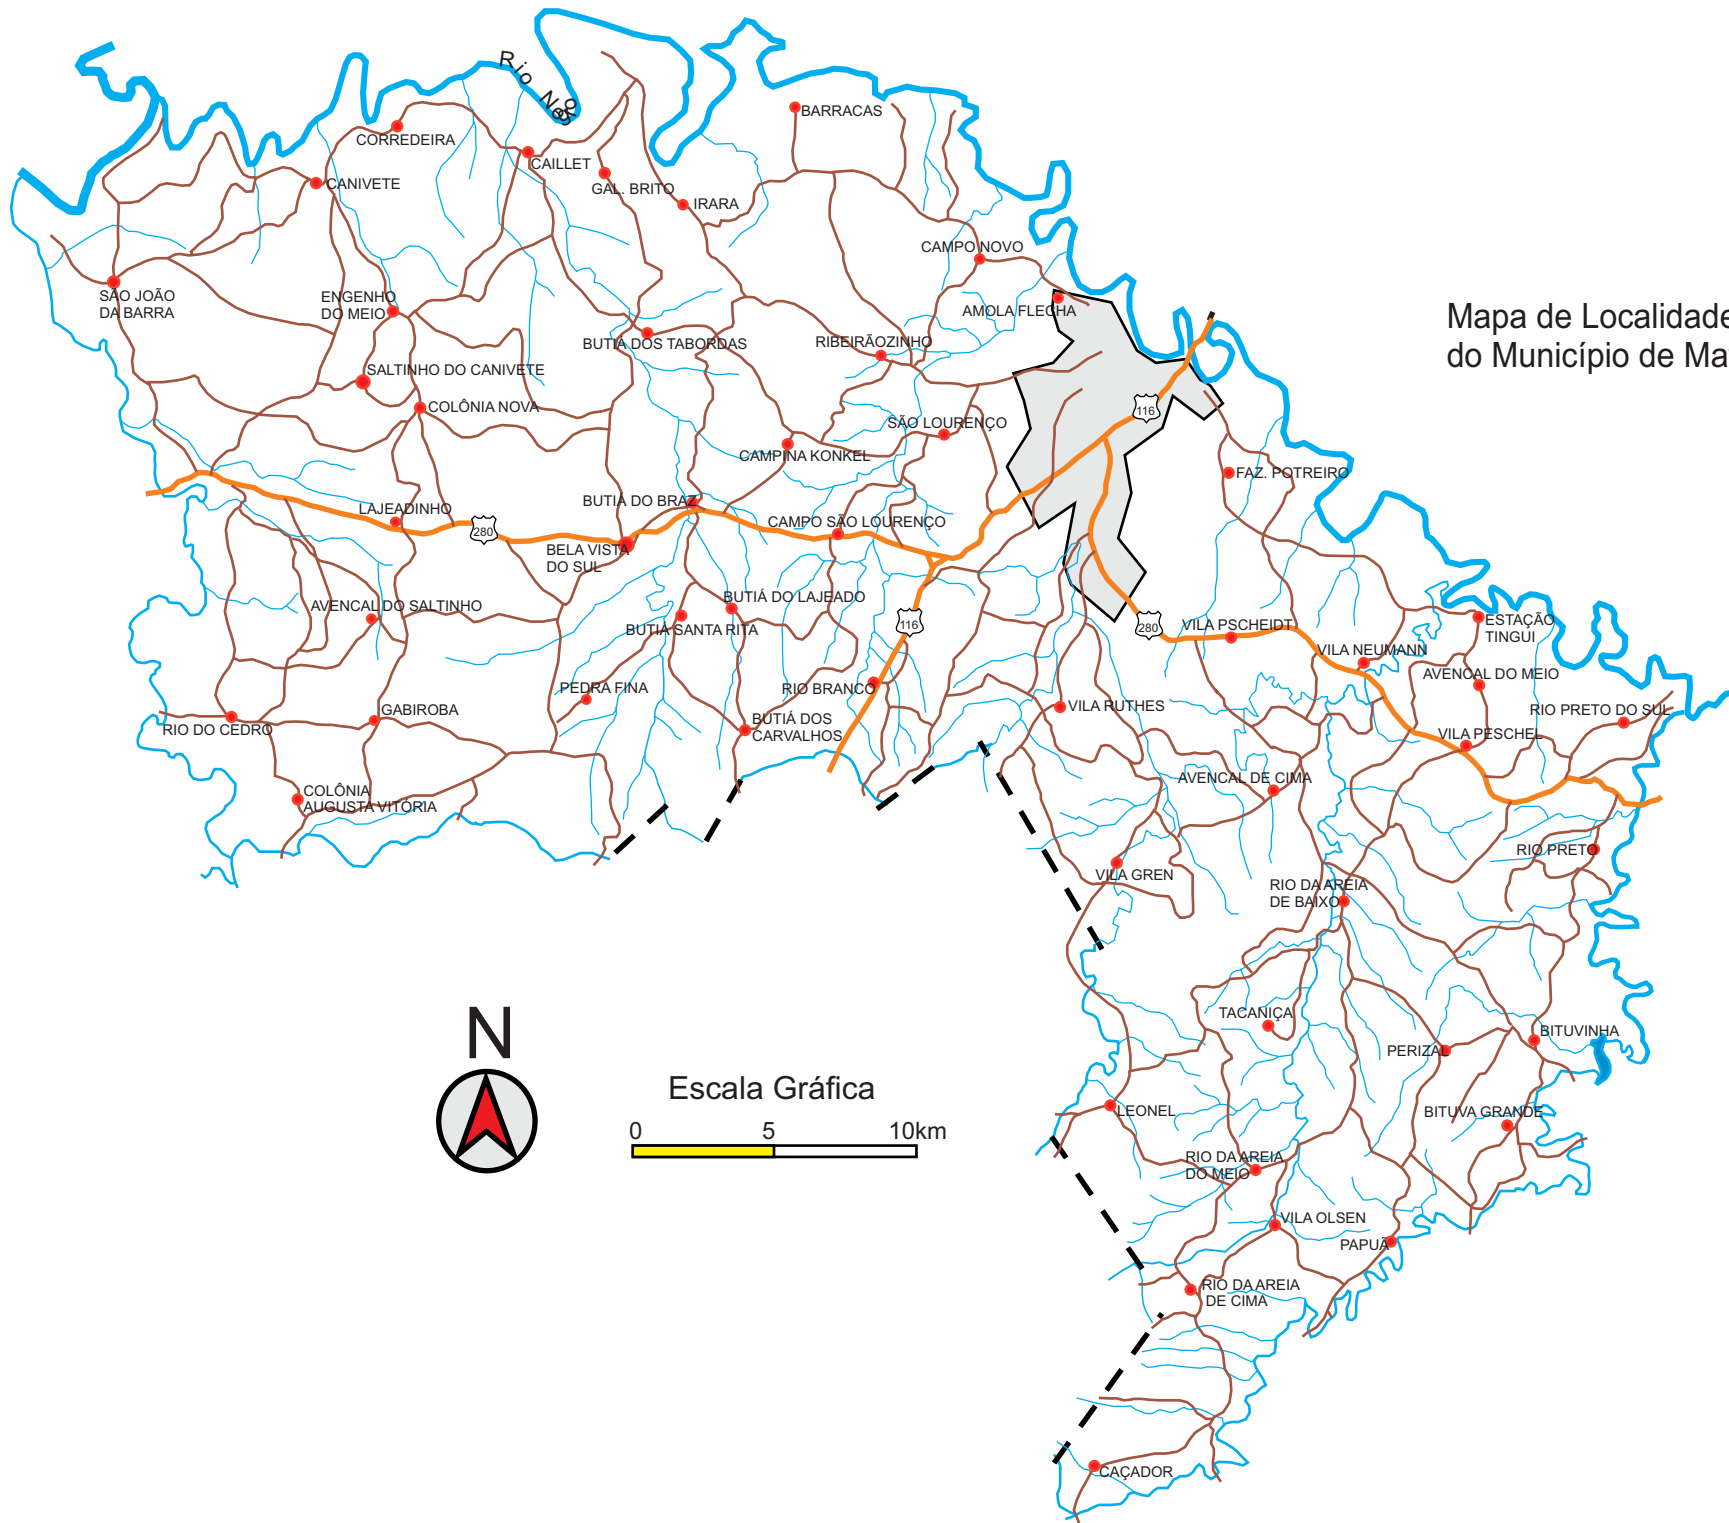 Rio Negro
BARRACAS
CORREDEIRA
CAILLET
CANIVETE
GAL. BRITO
IRARA
CAMPO NOVO
SÃO JOÃO
DA BARRA
ENGENHO
DO MEIO
AMOLA FLECHA
Mapa de Localidade
do Município de Ma
BUTIÁ DOS TABORDAS
RIBEIRÃOZINHO
SALTINHO DO CANIVETE
COLÔNIA NOVA
116
SÃO LOURENÇO
CAMPINA KONKEL
FAZ. POTREIRO
BUTIÁ DO BRAZ
LAJEADINHO
280
CAMPO SÃO LOURENÇO
BELA VISTA
DO SUL
BUTIÁ DO LAJEADO
AVENCAL DO SALTINHO
BUTIÁ SANTA RITA
116
280
VILA PSCHEIDT
ESTAÇÃO
TINGUI
VILA NEUMANN
AVENCAL DO MEIO
PEDRA FINA
RIO BRANCO
VILA RUTHES
RIO PRETO DO SUL
GABIROBA
RIO DO CEDRO
BUTIÁ DOS
CARVALHOS
VILA PESCHEL
AVENCAL DE CIMA
COLÔNIA
AUGUSTA VITÓRIA
RIO PRETO
VILA GREN
RIO DA AREIA
DE BAIXO
TACANIÇA
BITUVINHA
PERIZAL
N
Escala Gráfica
0 5 10km
LEONEL
BITUVA GRANDE
RIO DA AREIA
DO MEIO
VILA OLSEN
PAPUÃ
RIO DA AREIA
DE CIMA
CAÇADOR